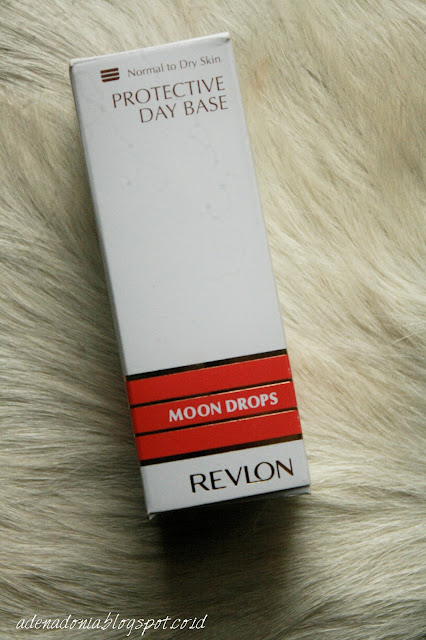 Normal to Dry Skin
PROTECTIVE
DAY BASE
MOON DROPS
REVLON
adenadonia.blogspot.co.id